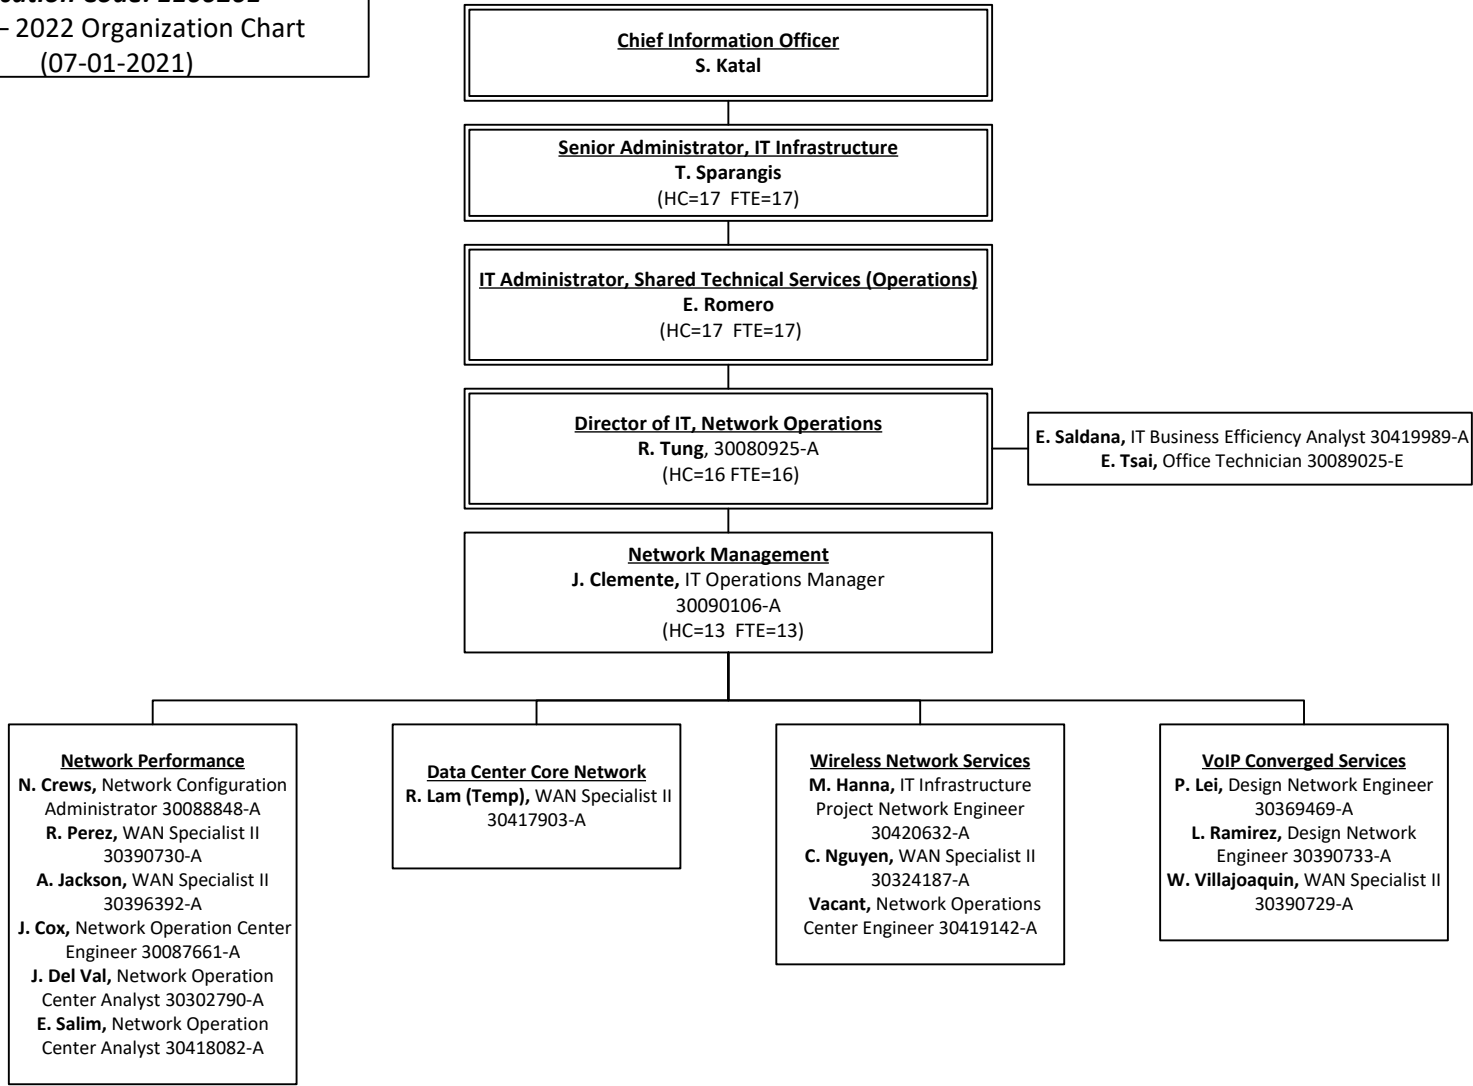 – 2022 Organization Chart
(07-01-2021)
Chief Information Officer
S. Katal
Senior Administrator, IT Infrastructure
T. Sparangis
(HC=17 FTE=17)
IT Administrator, Shared Technical Services (Operations)
E. Romero
(HC=17 FTE=17)
Director of IT, Network Operations
R. Tung, 30080925-A
(HC=16 FTE=16)
E. Saldana, IT Business Efficiency Analyst 30419989-A
E. Tsai, Office Technician 30089025-E
Network Management
J. Clemente, IT Operations Manager
30090106-A
(HC=13 FTE=13)
Network Performance
N. Crews, Network Configuration
Administrator 30088848-A
R. Perez, WAN Specialist II
30390730-A
A. Jackson, WAN Specialist II
30396392-A
J. Cox, Network Operation Center
Engineer 30087661-A
J. Del Val, Network Operation
Center Analyst 30302790-A
E. Salim, Network Operation
Center Analyst 30418082-A
Data Center Core Network
R. Lam (Temp), WAN Specialist II
30417903-A
Wireless Network Services
M. Hanna, IT Infrastructure
Project Network Engineer
30420632-A
C. Nguyen, WAN Specialist II
30324187-A
Vacant, Network Operations
Center Engineer 30419142-A
VoIP Converged Services
P. Lei, Design Network Engineer
30369469-A
L. Ramirez, Design Network
Engineer 30390733-A
W. Villajoaquin, WAN Specialist II
30390729-A